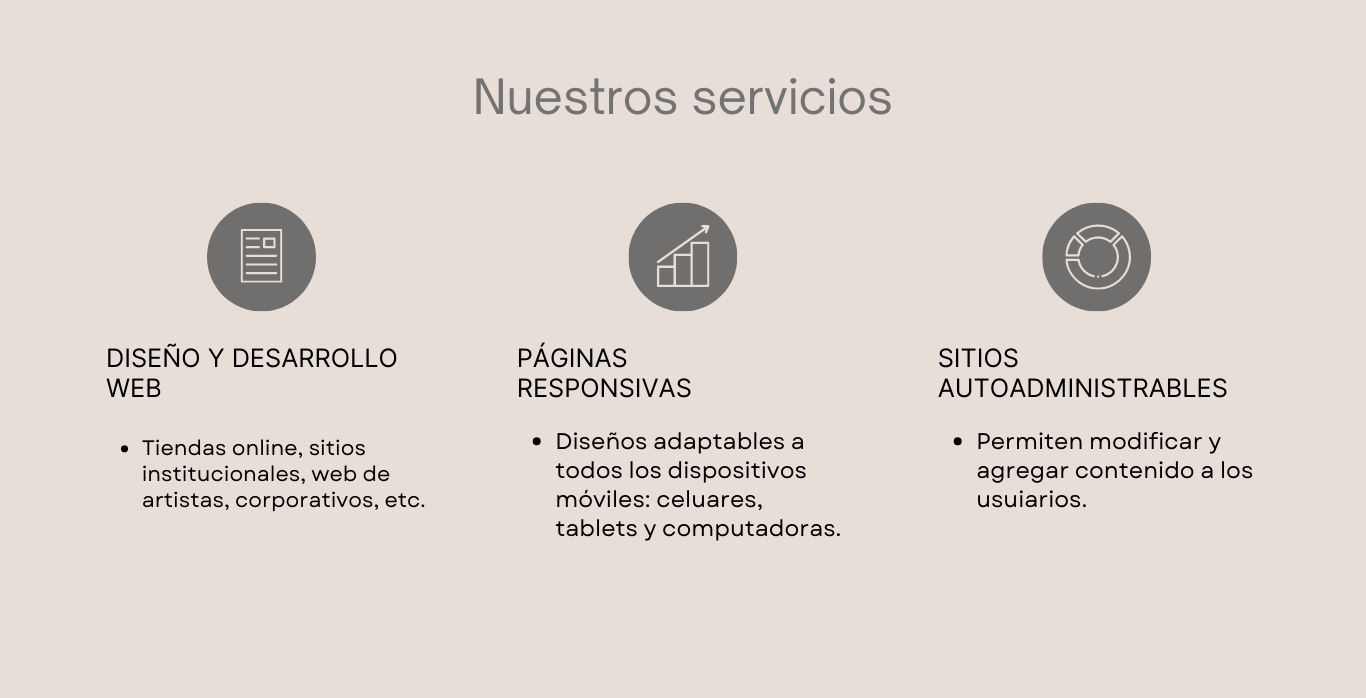 Nuestros servicios
DISEÑO Y DESARROLLO
WEB
• Tiendas online, sitios
institucionales, web de
artistas, corporativos, etc.
PÁGINAS
RESPONSIVAS
• Diseños adaptables a
todos los dispositivos
móviles: celuares,
tablets y computadoras.
SITIOS
AUTOADMINISTRABLES
• Permiten modificar y
agregar contenido a los
usuiarios.